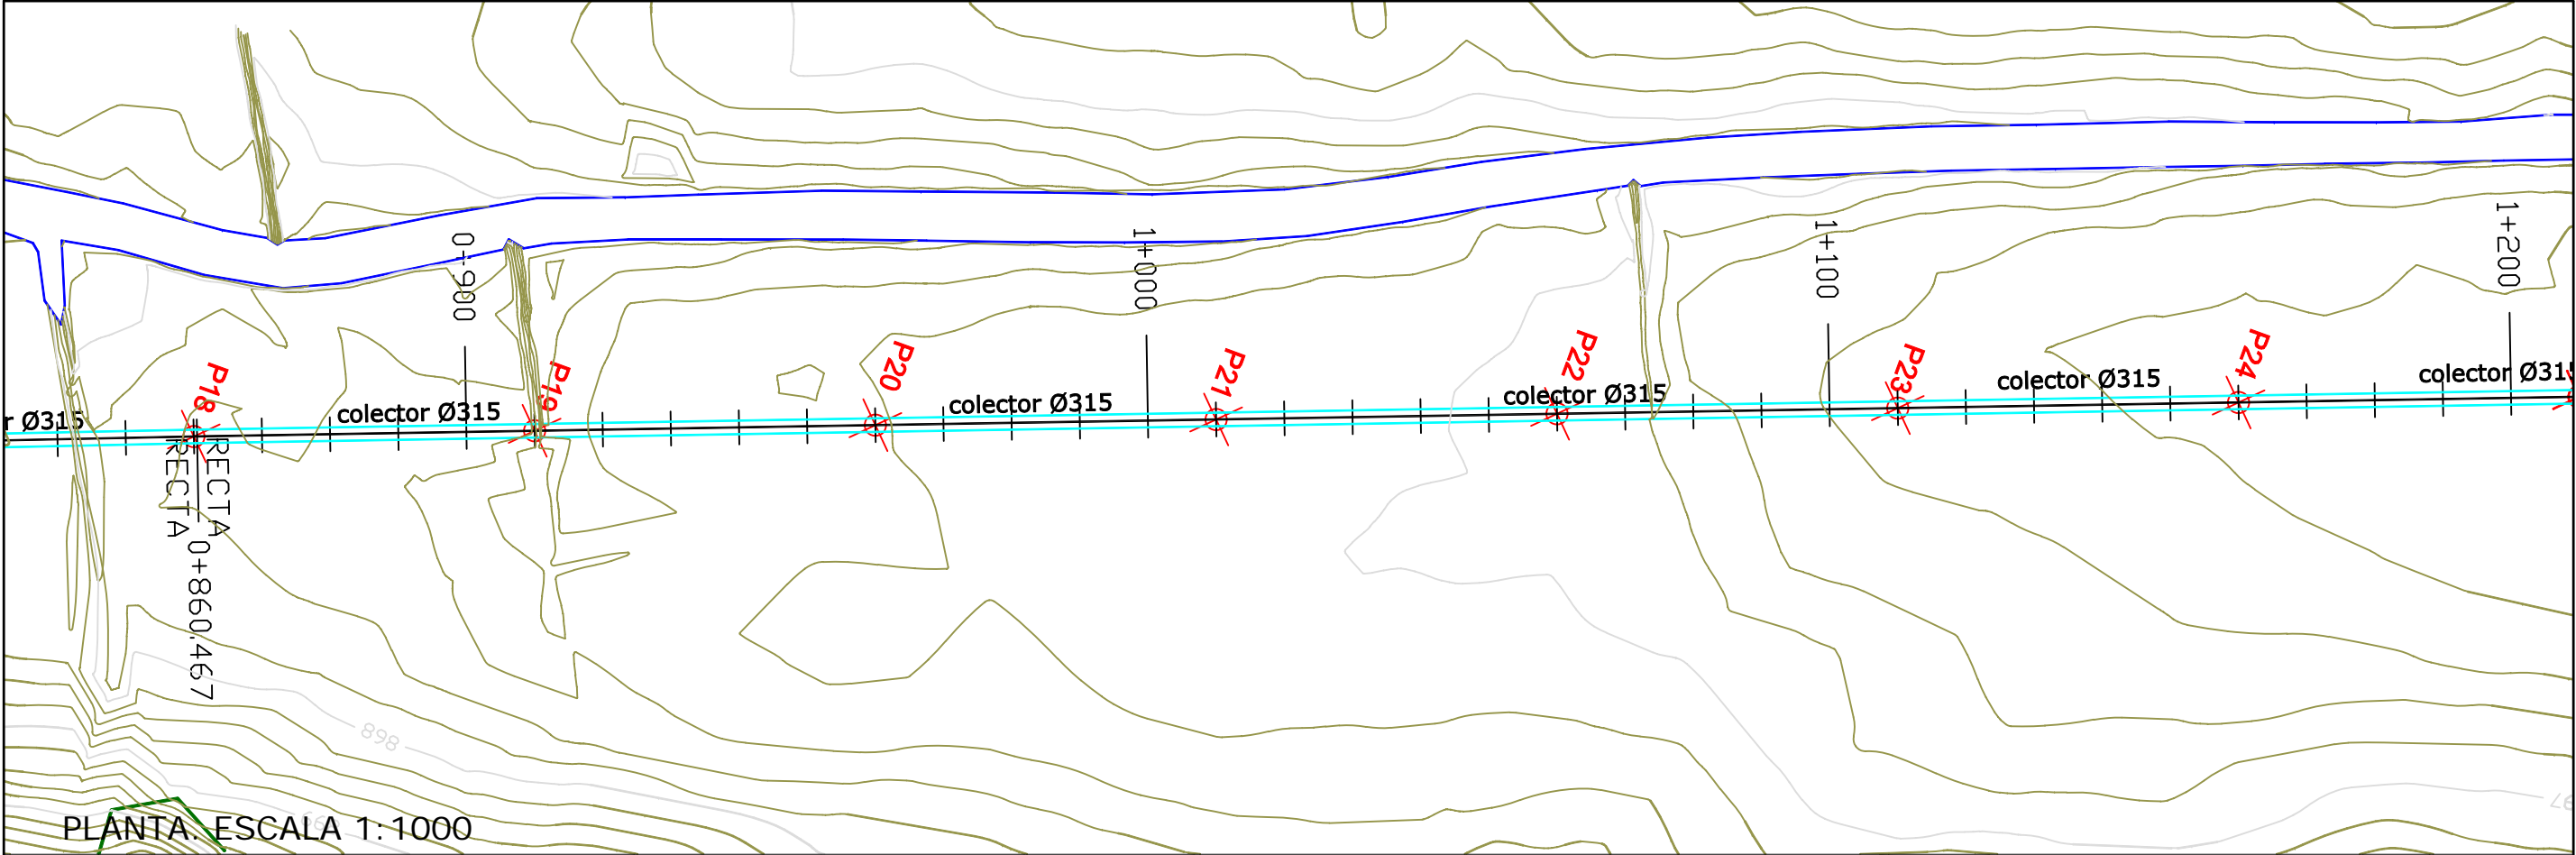 0+900
1+000
1+100
1+200
P18
P19
P20
P21
P22
P23
P24
r Ø315
colector Ø315
colector Ø315
colector Ø315
colector Ø315
colector Ø31
RECTA
RECTA
0+860.467
898
97
PLANTA. ESCALA 1:1000